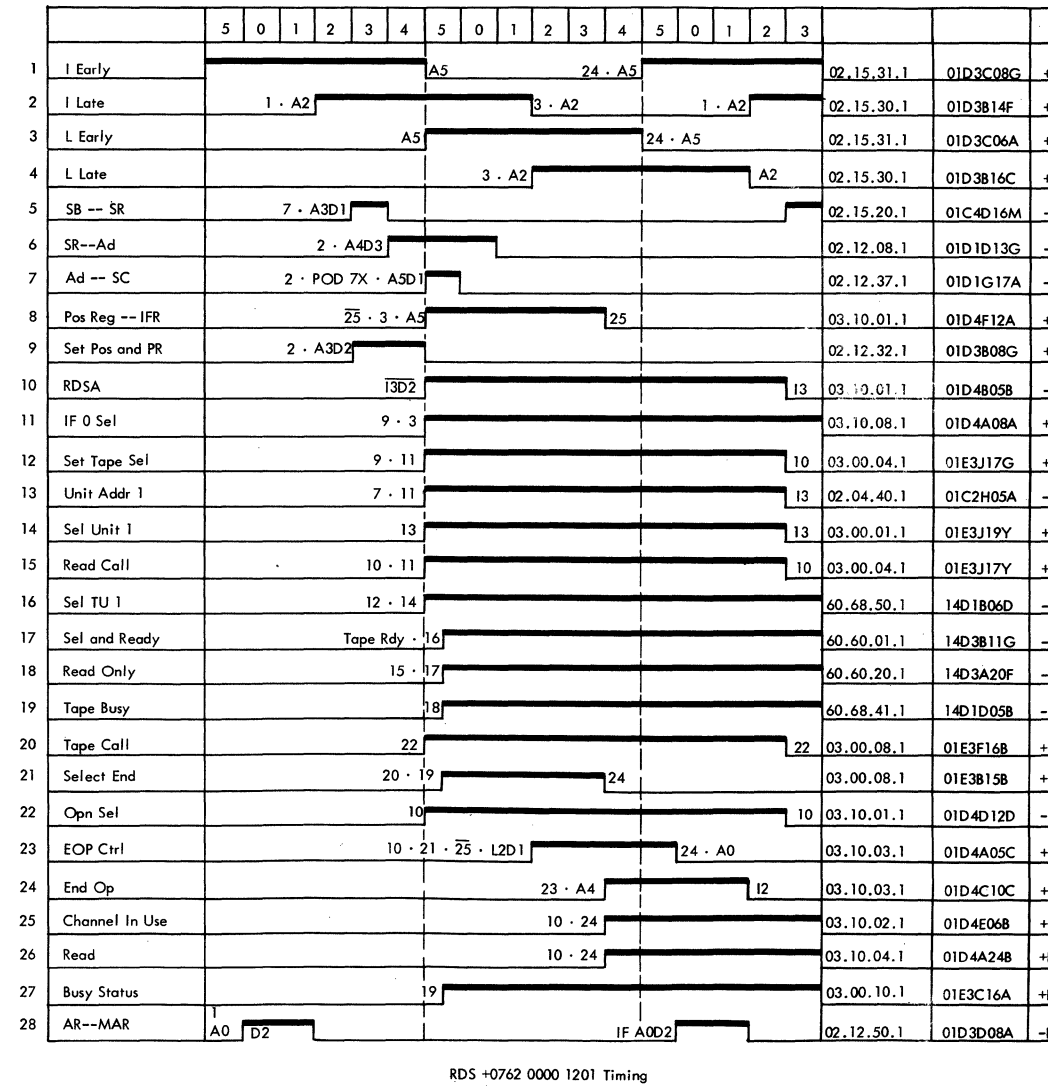 5 0 1 2 3 4 5 0 1 2 3 4 5 0 1 2 3
1 I Early A5 24 · A5 02.15.31.1 01D3C08G +
2 I Late 1 · A2 3 · A2 1 · A2 02.15.30.1 01D3B14F +
3 L Early A5 24 · A5 02.15.31.1 01D3C06A +
4 L Late 3 · A2 A2 02.15.30.1 01D3B16C +
5 SB -- SR 7 · A3D1 02.15.20.1 01C4D16M -
6 SR--Ad 2 · A4D3 02.12.08.1 01D1D13G -
7 Ad -- SC 2 · POD 7X · A5D1 02.12.37.1 01D1G17A -
8 Pos Reg -- IFR 2̅5̅ · 3 · A5 25 03.10.01.1 01D4F12A +
9 Set Pos and PR 2 · A3D2 02.12.32.1 01D3B08G +
10 RDSA I̅3̅D̅2̅ I3 03.10.01.1 01D4B05B -
11 IF 0 Sel 9 · 3 03.10.08.1 01D4A08A +
12 Set Tape Sel 9 · 11 10 03.00.04.1 01E3J17G +
13 Unit Addr 1 7 · 11 I3 02.04.40.1 01C2H05A -
14 Sel Unit 1 13 13 03.00.01.1 01E3J19Y +
15 Read Call 10 · 11 10 03.00.04.1 01E3J17Y +
16 Sel TU 1 12 · 14 60.68.50.1 14D1B06D -
17 Sel and Ready Tape Rdy · 16 60.60.01.1 14D3B11G -
18 Read Only 15 · 17 60.60.20.1 14D3A20F -
19 Tape Busy 18 60.68.41.1 14D1D05B -
20 Tape Call 22 22 03.00.08.1 01E3F16B +
21 Select End 20 · 19 24 03.00.08.1 01E3B15B +
22 Opn Sel 10 10 03.10.01.1 01D4D12D -
23 EOP Ctrl 10 · 21 · 2̅5̅ · L2D1 24 · A0 03.10.03.1 01D4A05C +
24 End Op 23 · A4 I2 03.10.03.1 01D4C10C +
25 Channel In Use 10 · 24 03.10.02.1 01D4E06B +
26 Read 10 · 24 03.10.04.1 01D4A24B +
27 Busy Status 19 03.00.10.1 01E3C16A +
28 AR--MAR 1 A0 D2 IF A0D2 02.12.50.1 01D3D08A -
RDS +0762 0000 1201 Timing